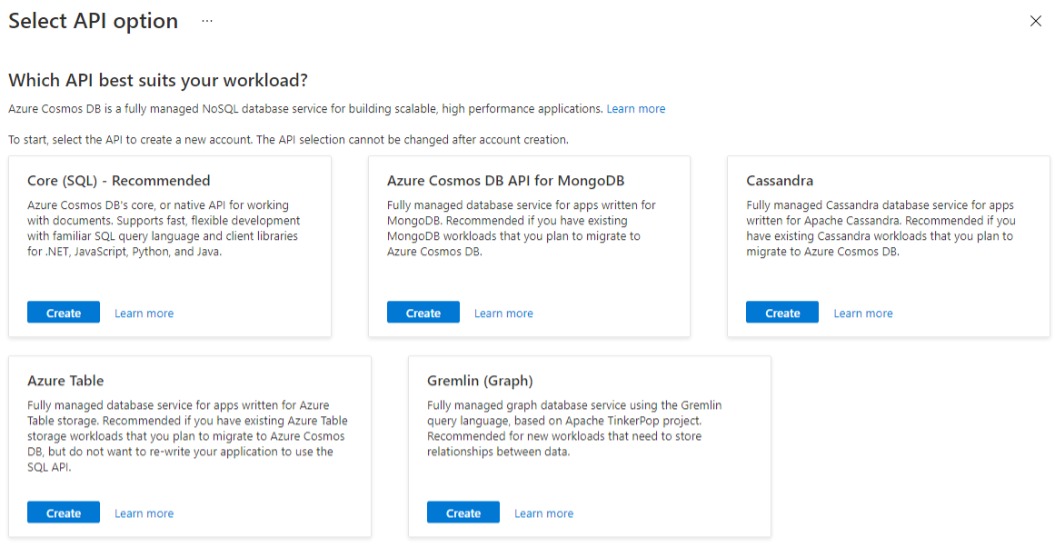 Select API option ...
Which API best suits your workload?
Azure Cosmos DB is a fully managed NoSQL database service for building scalable, high performance applications. Learn more
To start, select the API to create a new account. The API selection cannot be changed after account creation.
Core (SQL) - Recommended
Azure Cosmos DB's core, or native API for working
with documents. Supports fast, flexible development
with familiar SQL query language and client libraries
for .NET, JavaScript, Python, and Java.
Create Learn more
Azure Cosmos DB API for MongoDB
Fully managed database service for apps written for
MongoDB. Recommended if you have existing
MongoDB workloads that you plan to migrate to
Azure Cosmos DB.
Create Learn more
Cassandra
Fully managed Cassandra database service for apps
written for Apache Cassandra. Recommended if you
have existing Cassandra workloads that you plan to
migrate to Azure Cosmos DB.
Create Learn more
Azure Table
Fully managed database service for apps written for Azure
Table storage. Recommended if you have existing Azure Table
storage workloads that you plan to migrate to Azure Cosmos
DB, but do not want to re-write your application to use the
SQL API.
Create Learn more
Gremlin (Graph)
Fully managed graph database service using the Gremlin
query language, based on Apache TinkerPop project.
Recommended for new workloads that need to store
relationships between data.
Create Learn more